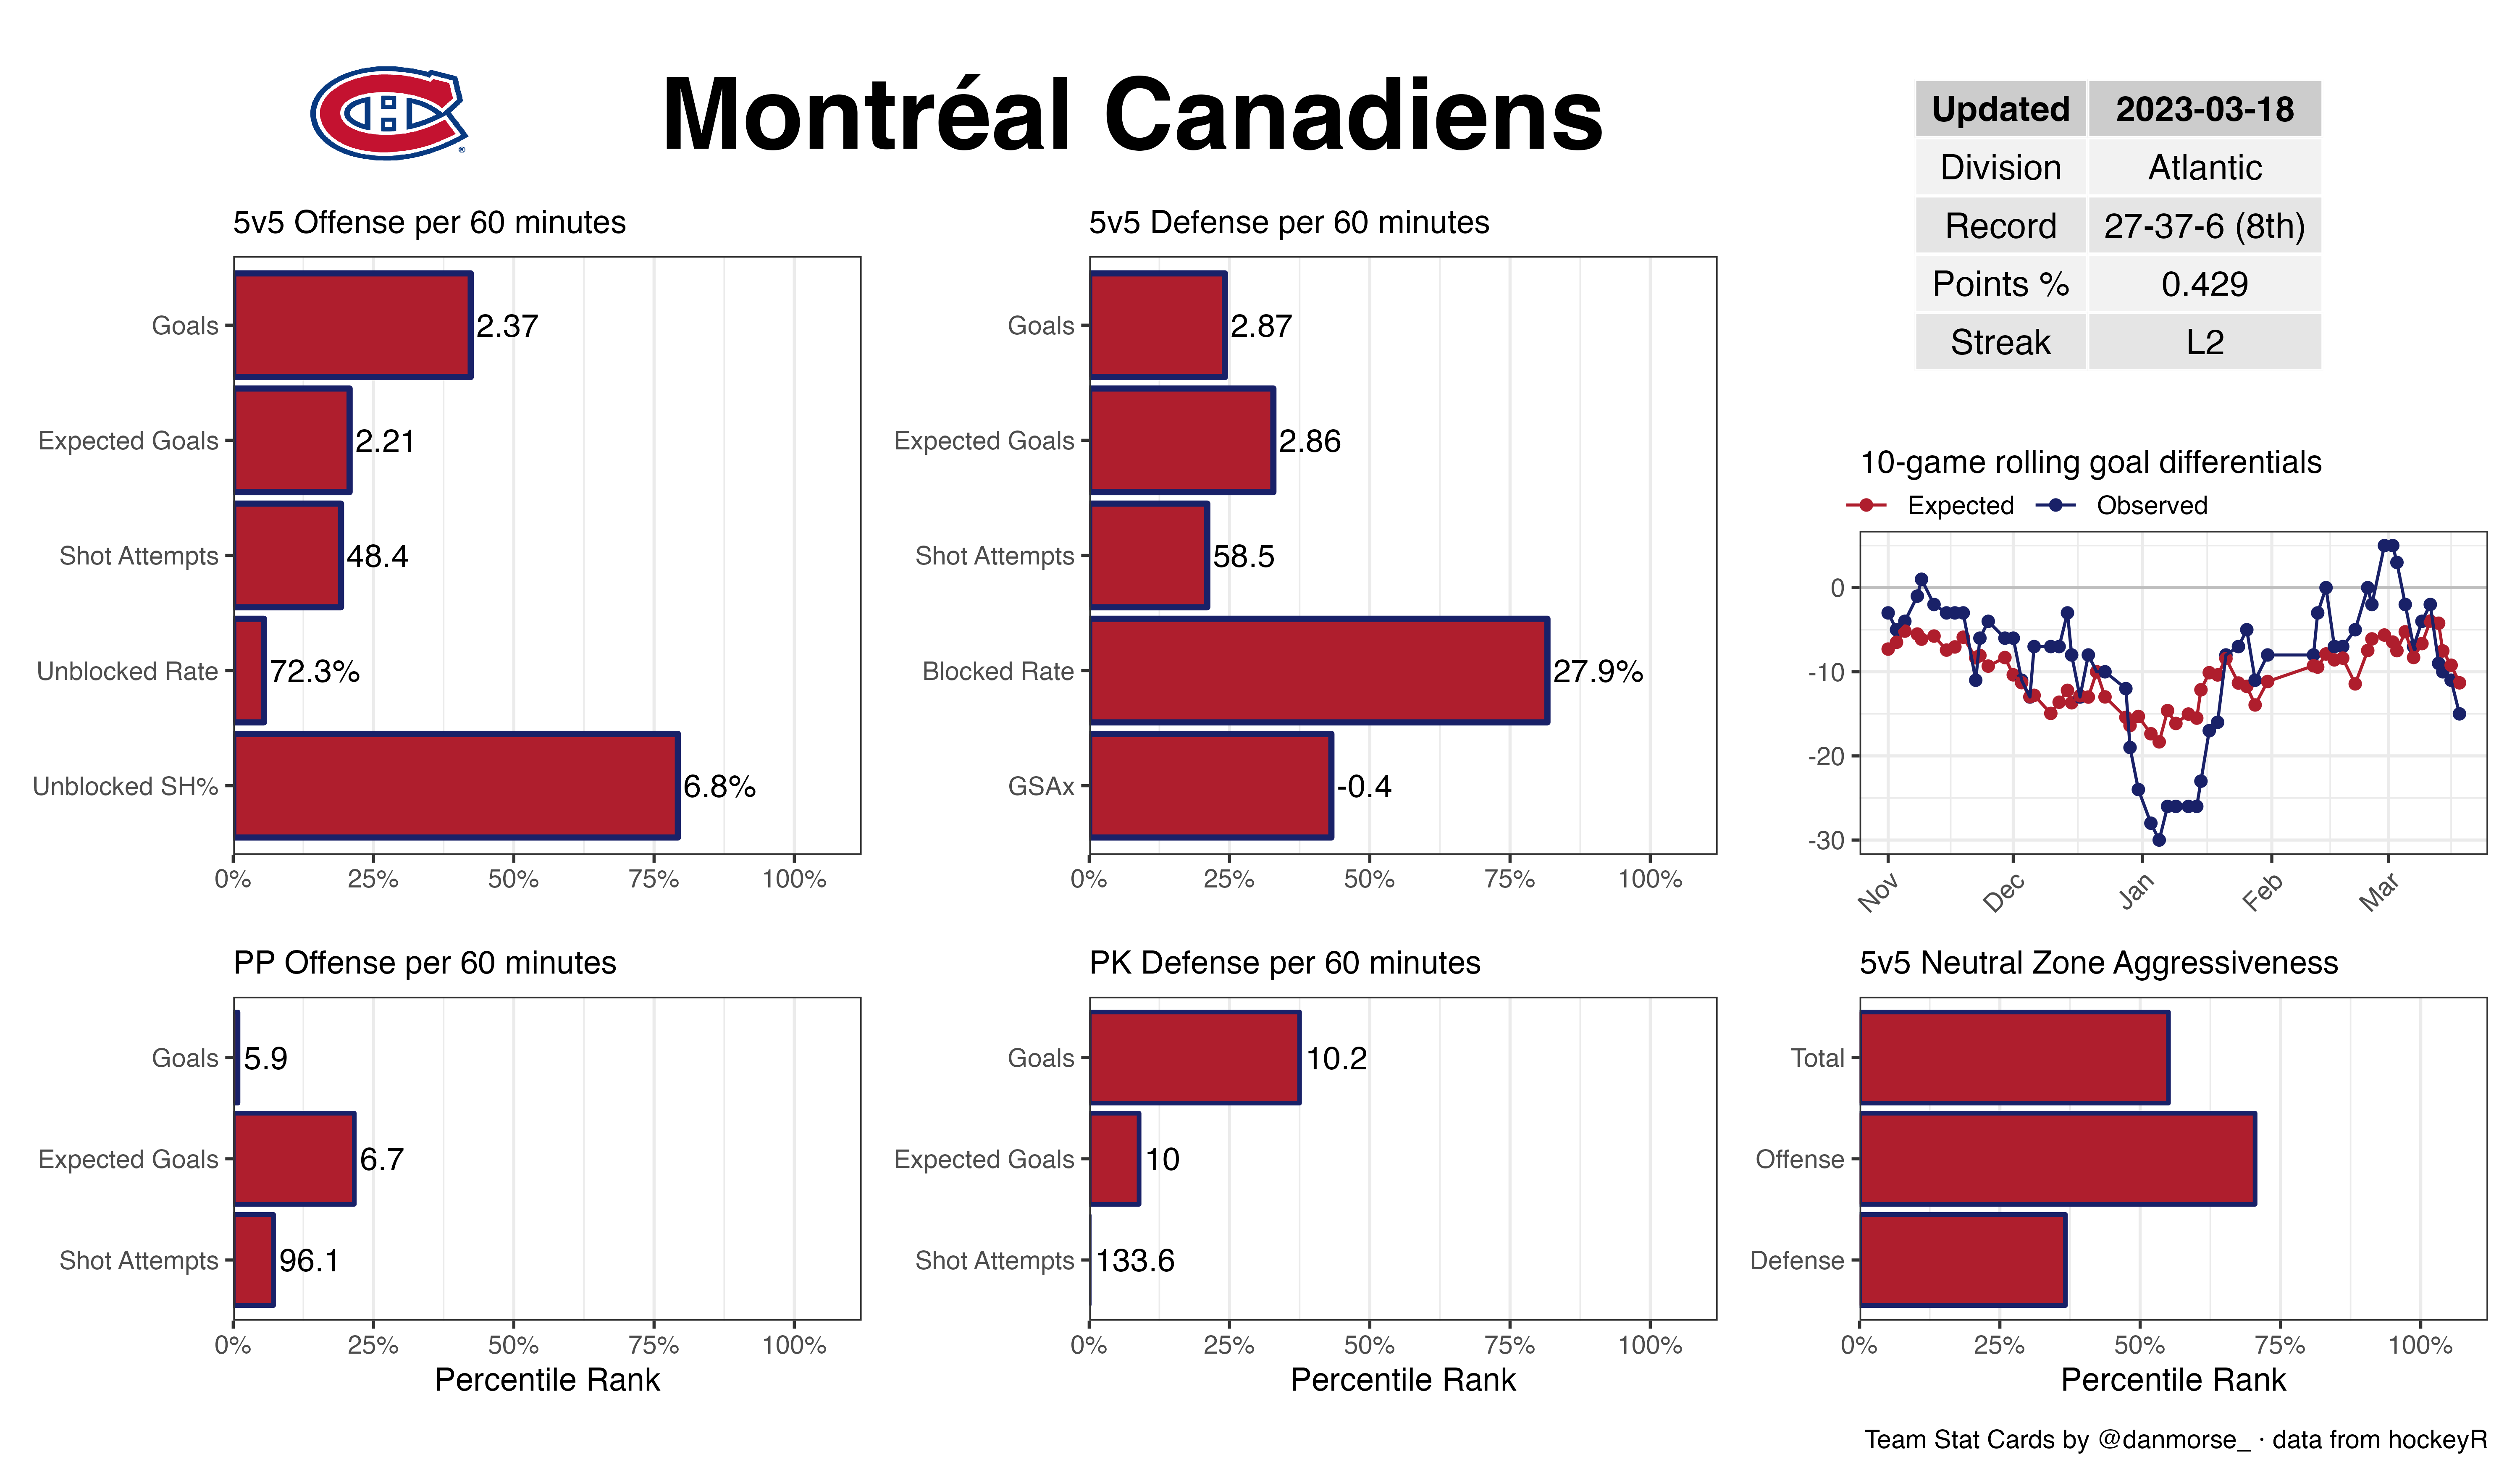 Montréal Canadiens
Updated 2023-03-18
Division Atlantic
Record 27-37-6 (8th)
Points % 0.429
Streak L2
5v5 Offense per 60 minutes
Goals 2.37
Expected Goals 2.21
Shot Attempts 48.4
Unblocked Rate 72.3%
Unblocked SH% 6.8%
0% 25% 50% 75% 100%
5v5 Defense per 60 minutes
Goals 2.87
Expected Goals 2.86
Shot Attempts 58.5
Blocked Rate 27.9%
GSAx -0.4
0% 25% 50% 75% 100%
10-game rolling goal differentials
Expected Observed
0
-10
-20
-30
Nov Dec Jan Feb Mar
PP Offense per 60 minutes
Goals 5.9
Expected Goals 6.7
Shot Attempts 96.1
0% 25% 50% 75% 100%
Percentile Rank
PK Defense per 60 minutes
Goals 10.2
Expected Goals 10
Shot Attempts 133.6
0% 25% 50% 75% 100%
Percentile Rank
5v5 Neutral Zone Aggressiveness
Total
Offense
Defense
0% 25% 50% 75% 100%
Percentile Rank
Team Stat Cards by @danmorse_ · data from hockeyR